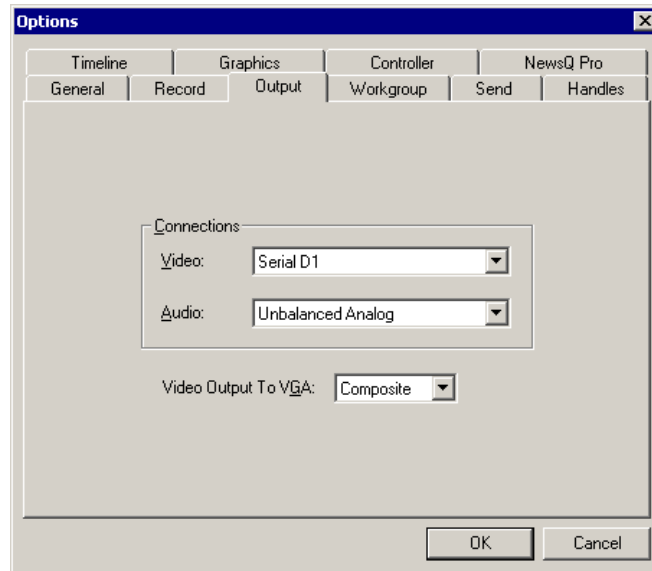 Options
Timeline Graphics Controller NewsQ Pro
General Record Output Workgroup Send Handles
Connections
Video: Serial D1
Audio: Unbalanced Analog
Video Output To VGA: Composite
OK Cancel